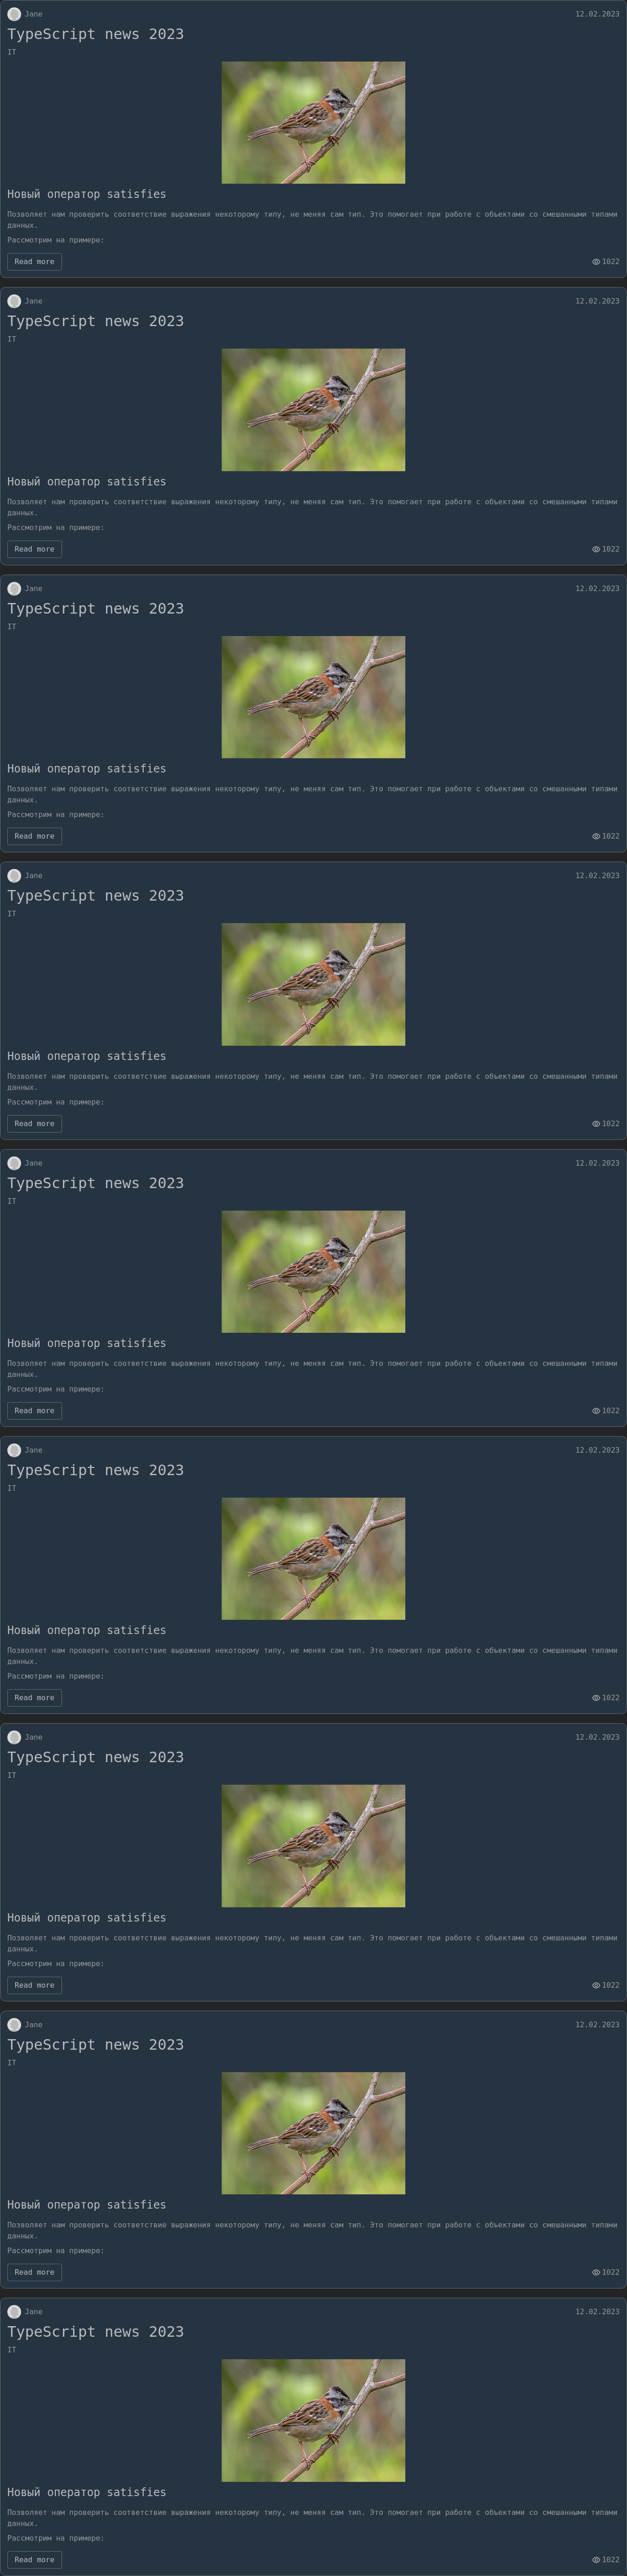 Jane 12.02.2023
TypeScript news 2023
IT
Новый оператор satisfies
Позволяет нам проверить соответствие выражения некоторому типу, не меняя сам тип. Это помогает при работе с объектами со смешанными типами
данных.
Рассмотрим на примере:
Read more 1022
Jane 12.02.2023
TypeScript news 2023
IT
Новый оператор satisfies
Позволяет нам проверить соответствие выражения некоторому типу, не меняя сам тип. Это помогает при работе с объектами со смешанными типами
данных.
Рассмотрим на примере:
Read more 1022
Jane 12.02.2023
TypeScript news 2023
IT
Новый оператор satisfies
Позволяет нам проверить соответствие выражения некоторому типу, не меняя сам тип. Это помогает при работе с объектами со смешанными типами
данных.
Рассмотрим на примере:
Read more 1022
Jane 12.02.2023
TypeScript news 2023
IT
Новый оператор satisfies
Позволяет нам проверить соответствие выражения некоторому типу, не меняя сам тип. Это помогает при работе с объектами со смешанными типами
данных.
Рассмотрим на примере:
Read more 1022
Jane 12.02.2023
TypeScript news 2023
IT
Новый оператор satisfies
Позволяет нам проверить соответствие выражения некоторому типу, не меняя сам тип. Это помогает при работе с объектами со смешанными типами
данных.
Рассмотрим на примере:
Read more 1022
Jane 12.02.2023
TypeScript news 2023
IT
Новый оператор satisfies
Позволяет нам проверить соответствие выражения некоторому типу, не меняя сам тип. Это помогает при работе с объектами со смешанными типами
данных.
Рассмотрим на примере:
Read more 1022
Jane 12.02.2023
TypeScript news 2023
IT
Новый оператор satisfies
Позволяет нам проверить соответствие выражения некоторому типу, не меняя сам тип. Это помогает при работе с объектами со смешанными типами
данных.
Рассмотрим на примере:
Read more 1022
Jane 12.02.2023
TypeScript news 2023
IT
Новый оператор satisfies
Позволяет нам проверить соответствие выражения некоторому типу, не меняя сам тип. Это помогает при работе с объектами со смешанными типами
данных.
Рассмотрим на примере:
Read more 1022
Jane 12.02.2023
TypeScript news 2023
IT
Новый оператор satisfies
Позволяет нам проверить соответствие выражения некоторому типу, не меняя сам тип. Это помогает при работе с объектами со смешанными типами
данных.
Рассмотрим на примере:
Read more 1022